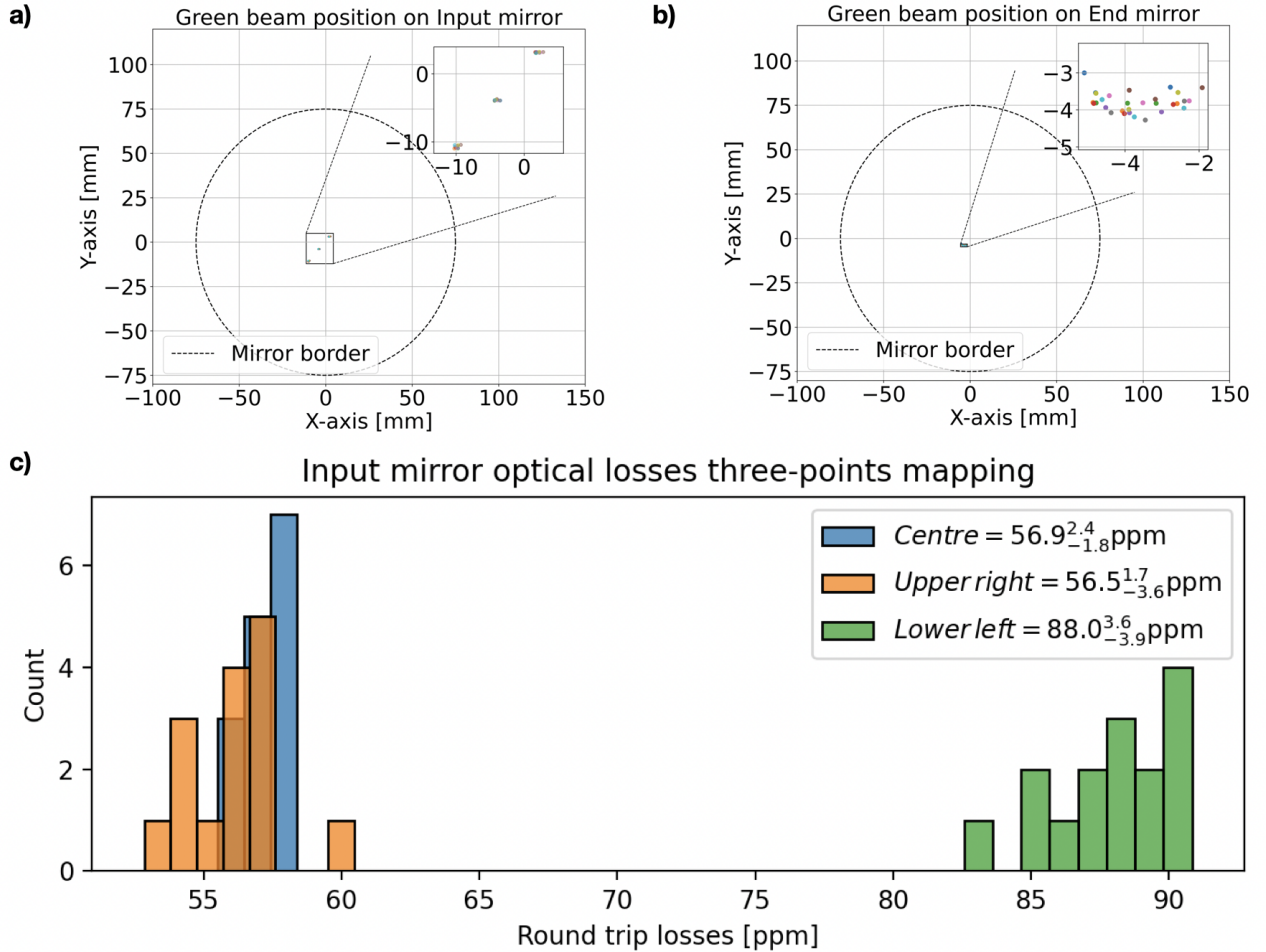 a)
Green beam position on Input mirror
100
75
50
25
0
−25
−50
−75
Y-axis [mm]
0
−10
−10 0
Mirror border
−100 −50 0 50 100 150
X-axis [mm]
b)
Green beam position on End mirror
100
75
50
25
0
−25
−50
−75
Y-axis [mm]
−3
−4
−5
−4 −2
Mirror border
−100 −50 0 50 100 150
X-axis [mm]
c)
Input mirror optical losses three-points mapping
Centre = 56.9 2.4 −1.8 ppm
Upper right = 56.5 1.7 −3.6 ppm
Lower left = 88.0 3.6 −3.9 ppm
6
4
2
0
Count
55 60 65 70 75 80 85 90
Round trip losses [ppm]